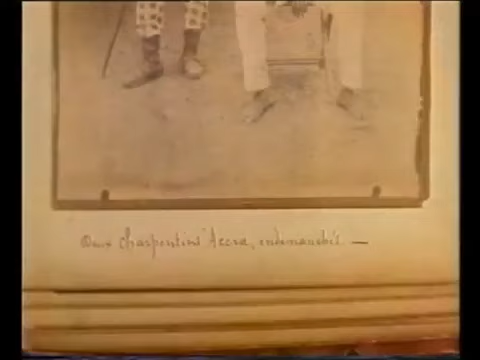 Deux charpentiers Accra, endimanchés. —